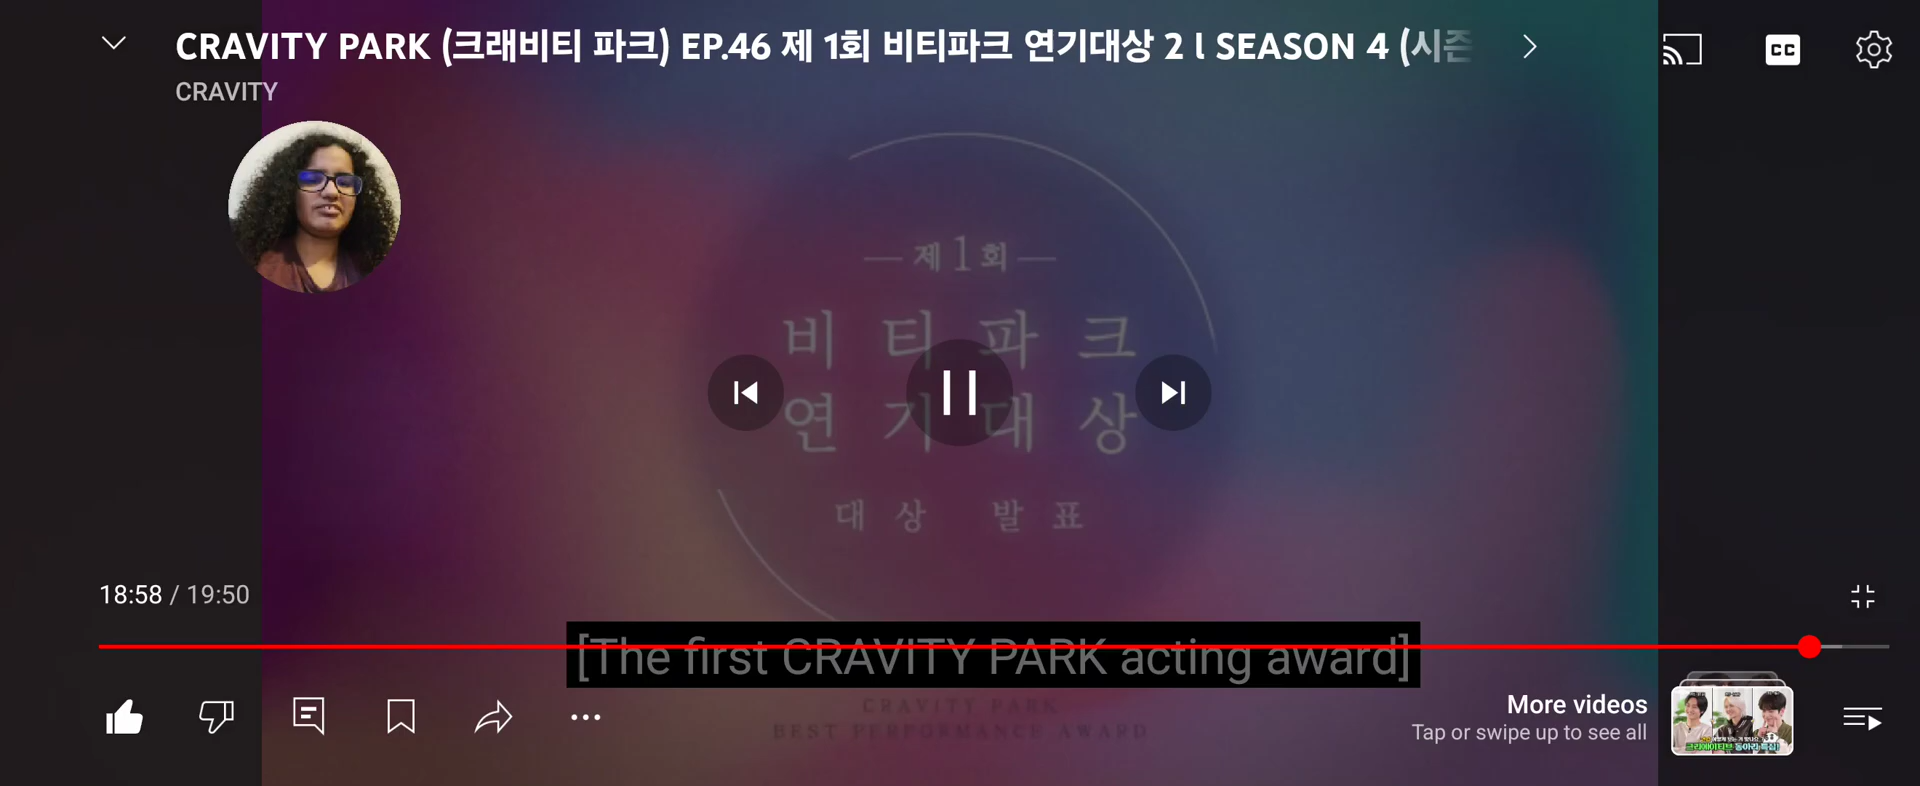 CRAVITY PARK (크래비티 파크) EP.46 제 1회 비티파크 연기대상 2 l SEASON 4 (시즌
CC
CRAVITY
제1회
비티파크
연기대상
대상 발표
18:58 / 19:50
[The first CRAVITY PARK acting award]
CRAVITY PARK
BEST PERFORMANCE AWARD
More videos
Tap or swipe up to see all